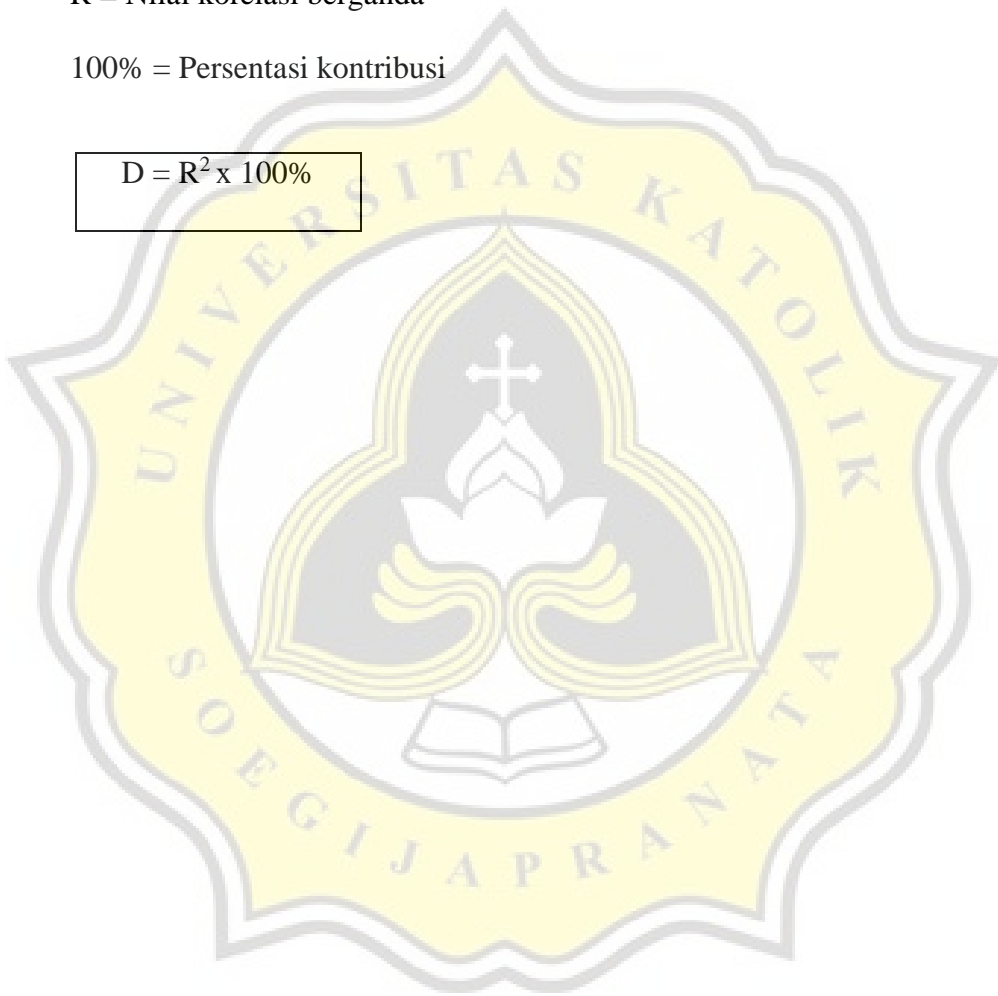 R = Nilai korelasi berganda
100% = Persentasi kontribusi
D = R² x 100%
UNIVERSITAS KATOLIK
SOEGIJAPRANATA